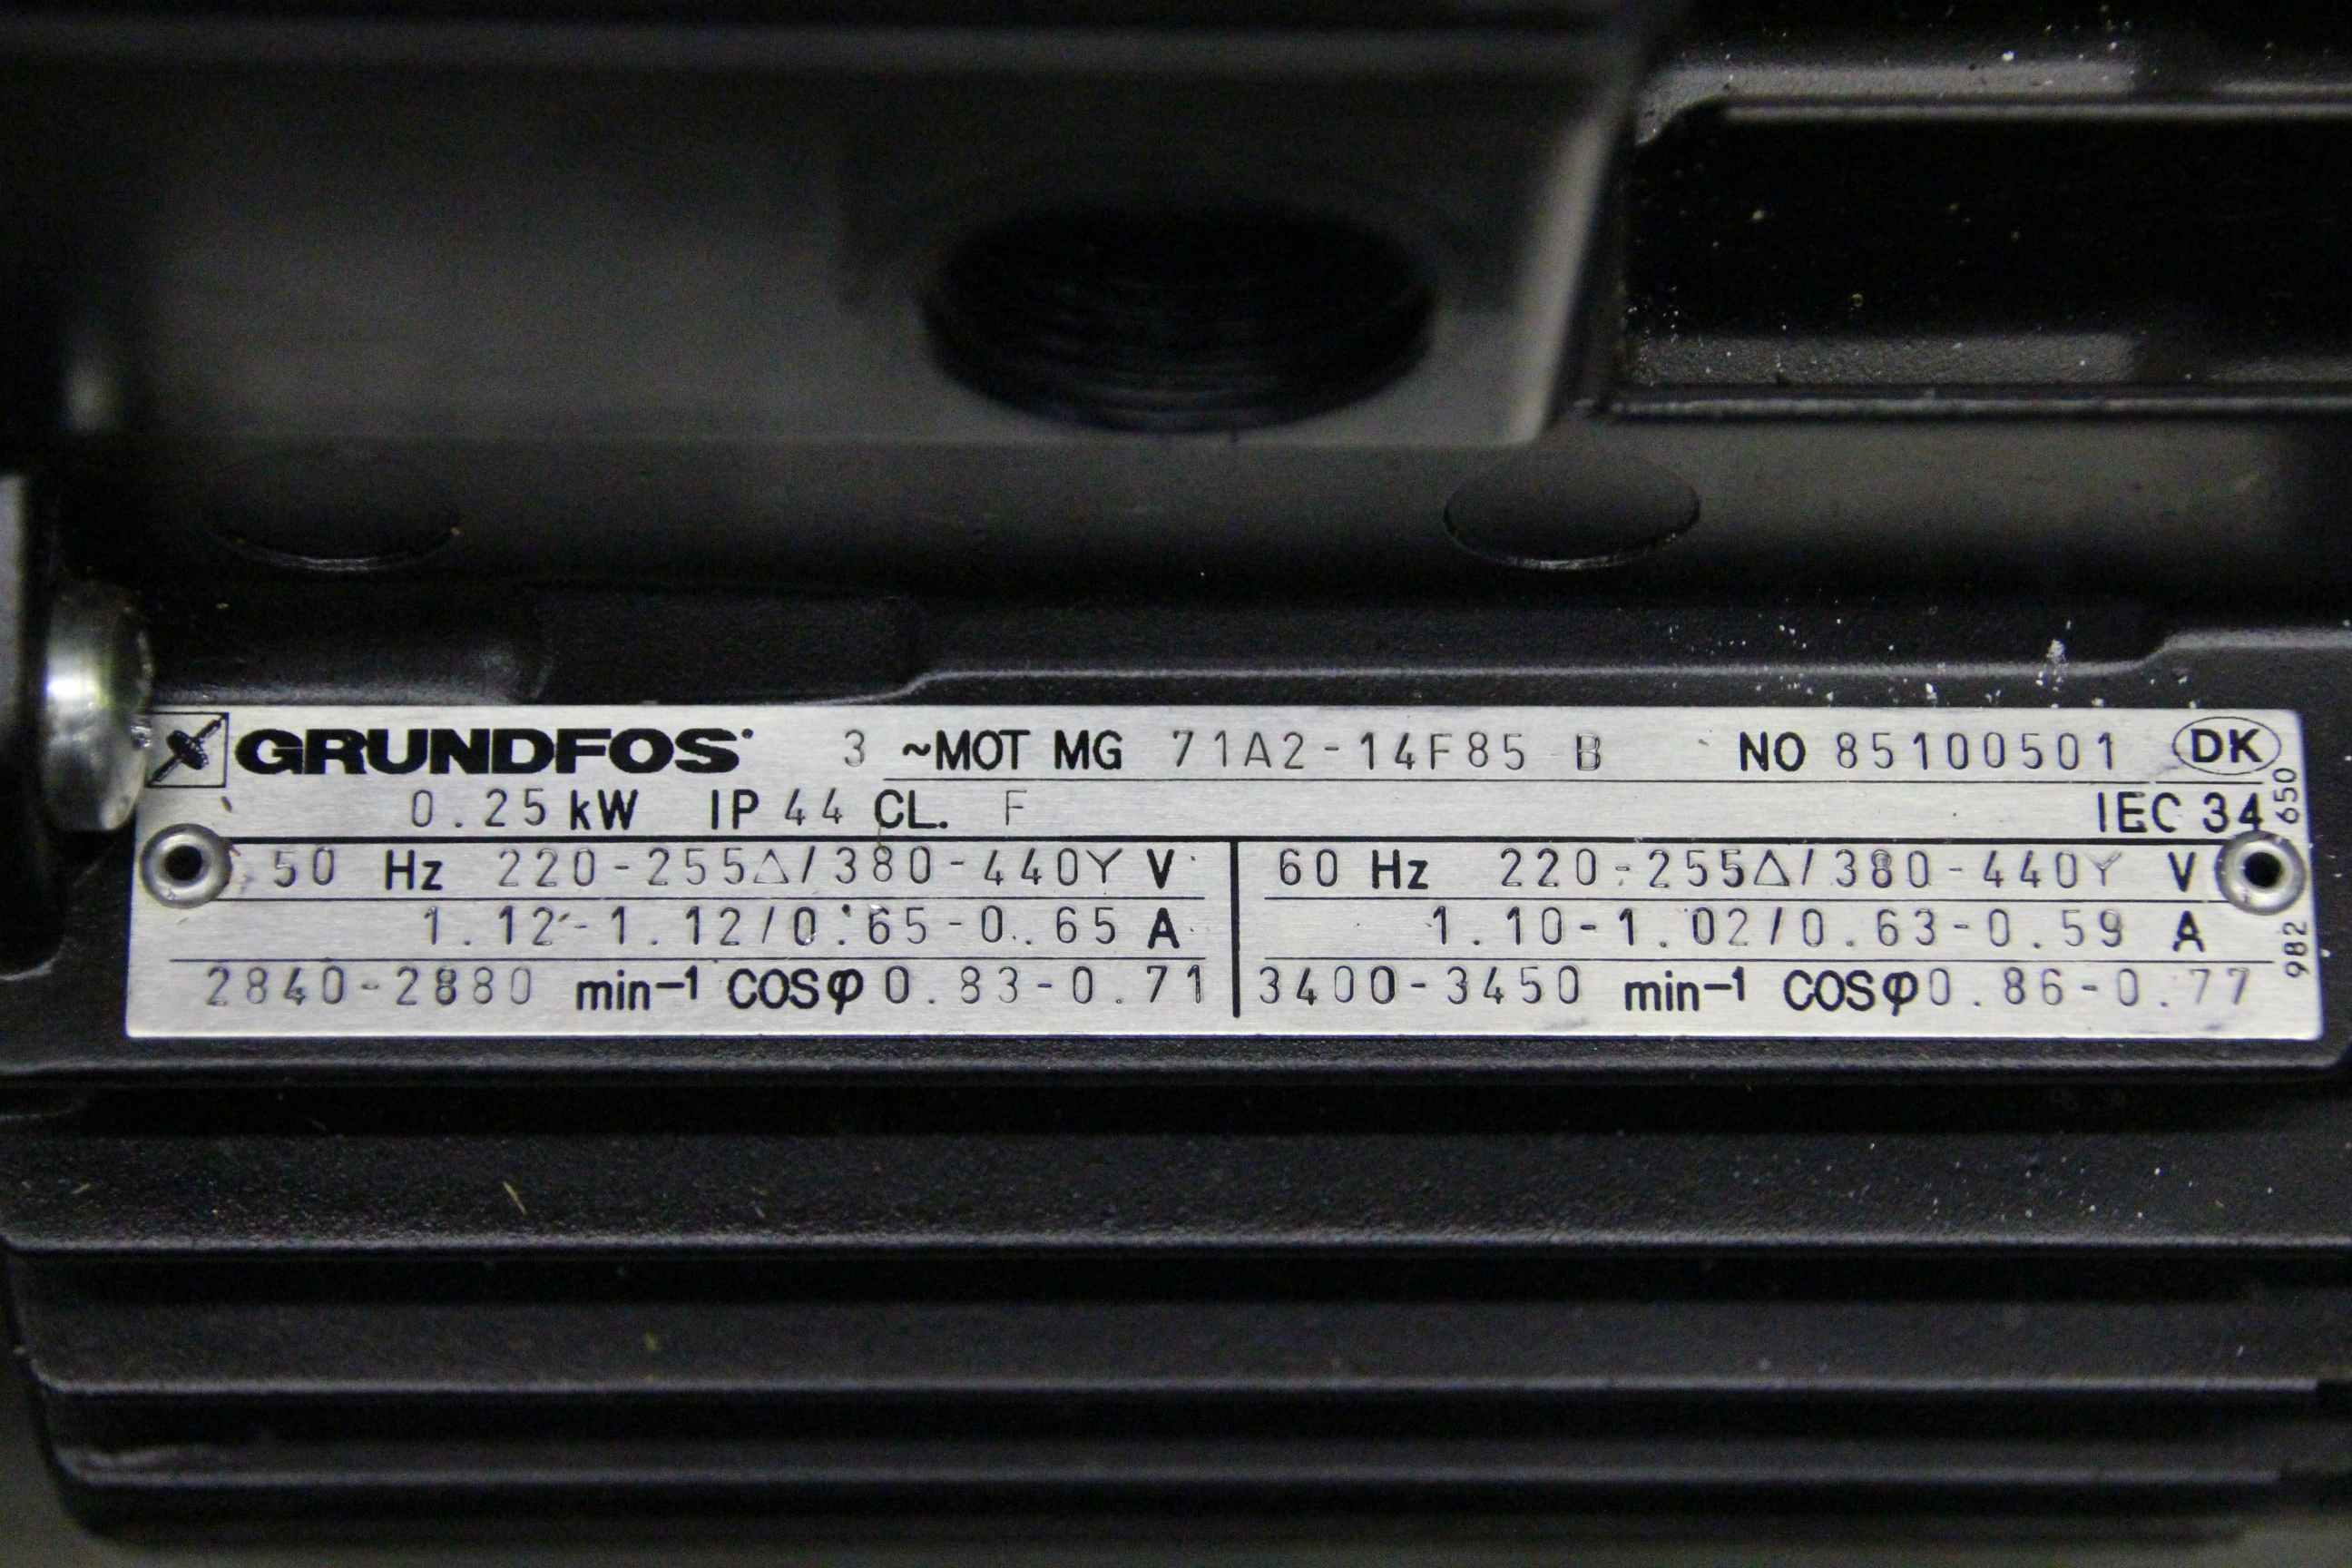 GRUNDFOS 3 ~MOT MG 71A2-14F85 B NO 85100501 DK
0.25 kW IP 44 CL. F IEC 34
50 Hz 220-255△/380-440Y V
1.12-1.12/0.65-0.65 A
2840-2880 min-1 COSφ 0.83-0.71
60 Hz 220-255△/380-440Y V
1.10-1.02/0.63-0.59 A
3400-3450 min-1 COSφ 0.86-0.77
982 650